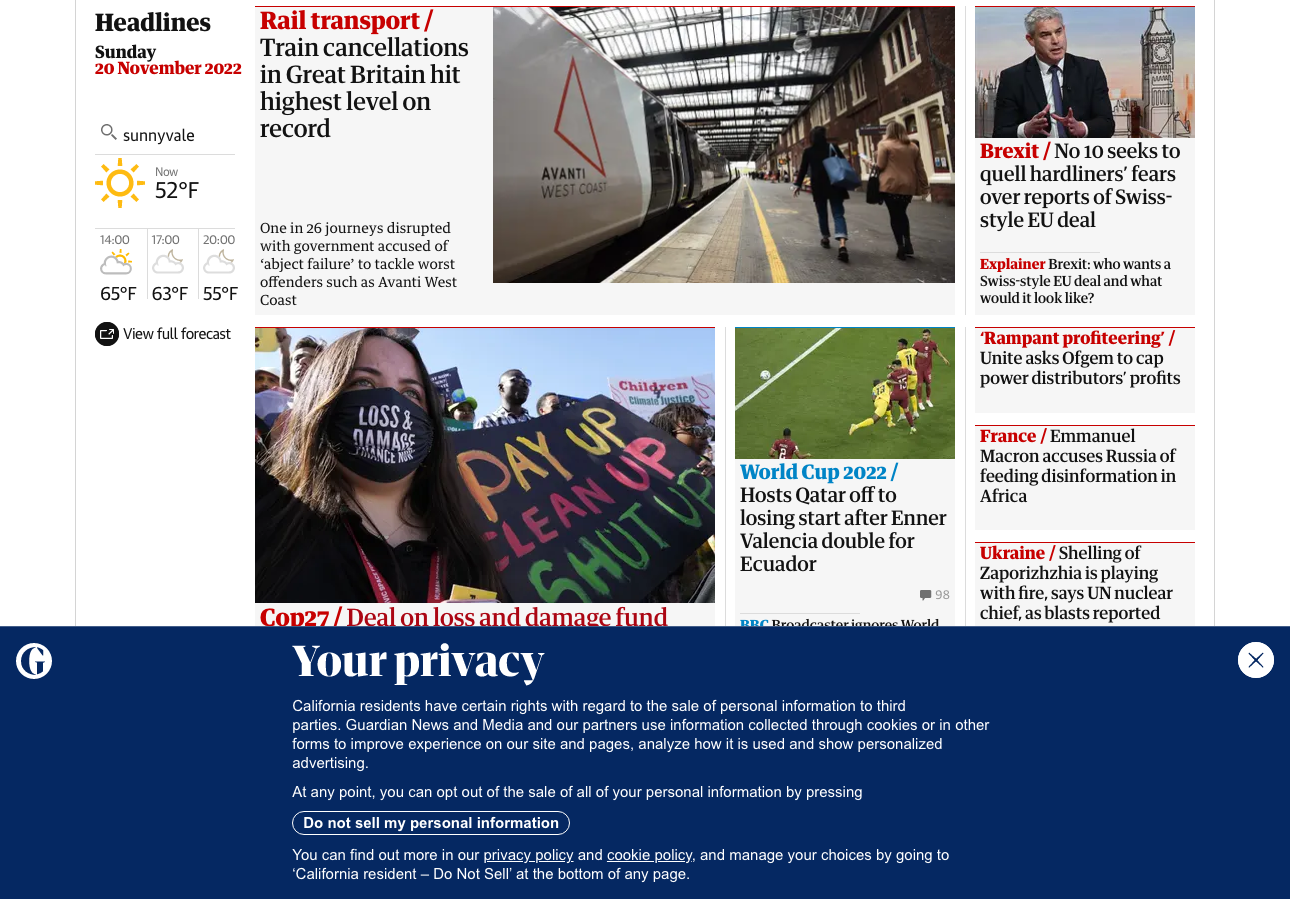 Headlines
Sunday
20 November 2022
sunnyvale
Now
52°F
14:00
17:00
20:00
65°F
63°F
55°F
View full forecast
Rail transport /
Train cancellations
in Great Britain hit
highest level on
record
One in 26 journeys disrupted
with government accused of
‘abject failure’ to tackle worst
offenders such as Avanti West
Coast
AVANTI
WEST COAST
Brexit / No 10 seeks to
quell hardliners’ fears
over reports of Swiss-
style EU deal
Explainer Brexit: who wants a
Swiss-style EU deal and what
would it look like?
LOSS &
DAMAGE
FINANCE NOW
Children
Climate Justice
PAY UP
CLEAN UP
SHUT UP
Cop27 / Deal on loss and damage fund
11
15
13
8
World Cup 2022 /
Hosts Qatar off to
losing start after Enner
Valencia double for
Ecuador
98
BBC Broadcaster ignores World
‘Rampant profiteering’ /
Unite asks Ofgem to cap
power distributors’ profits
France / Emmanuel
Macron accuses Russia of
feeding disinformation in
Africa
Ukraine / Shelling of
Zaporizhzhia is playing
with fire, says UN nuclear
chief, as blasts reported
Your privacy
California residents have certain rights with regard to the sale of personal information to third
parties. Guardian News and Media and our partners use information collected through cookies or in other
forms to improve experience on our site and pages, analyze how it is used and show personalized
advertising.
At any point, you can opt out of the sale of all of your personal information by pressing
Do not sell my personal information
You can find out more in our privacy policy and cookie policy, and manage your choices by going to
‘California resident – Do Not Sell’ at the bottom of any page.